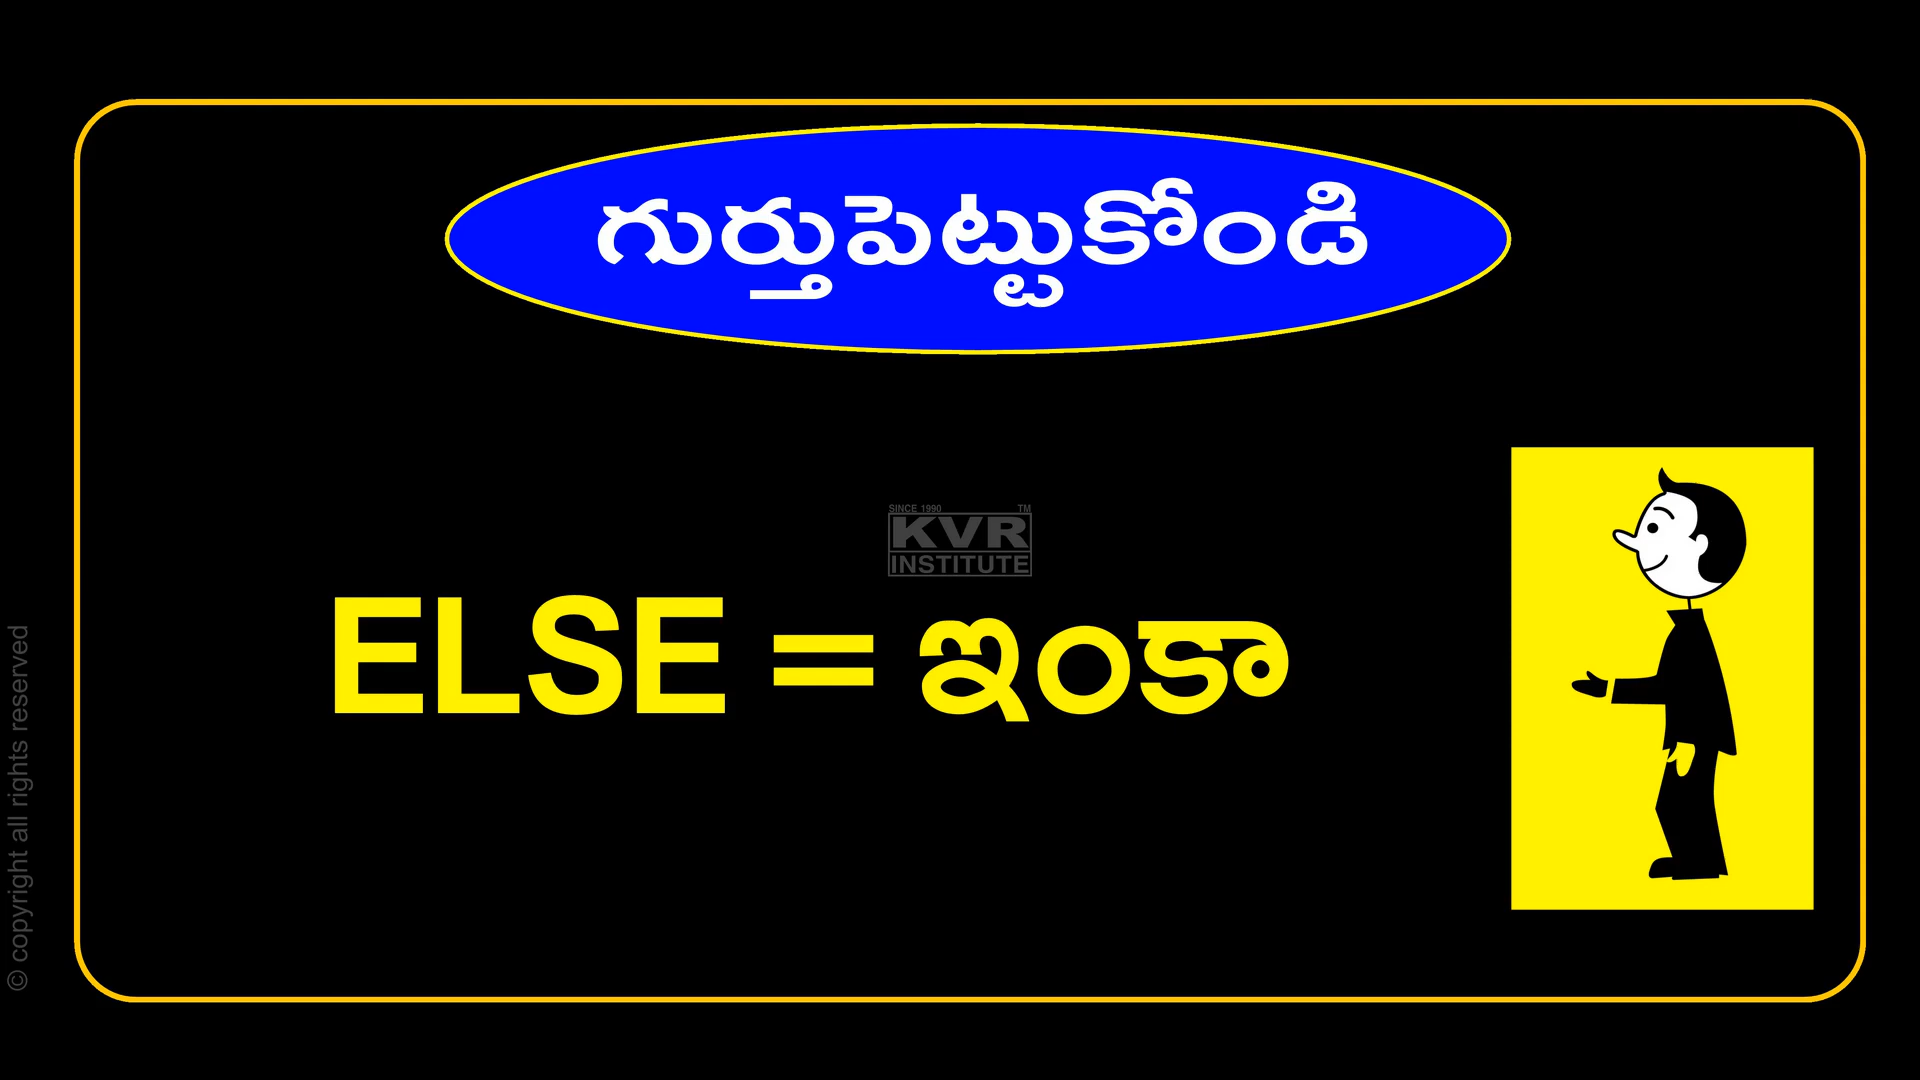 గుర్తుపెట్టుకోండి
SINCE 1990 TM
KVR
INSTITUTE
ELSE = ఇంకా
© copyright all rights reserved